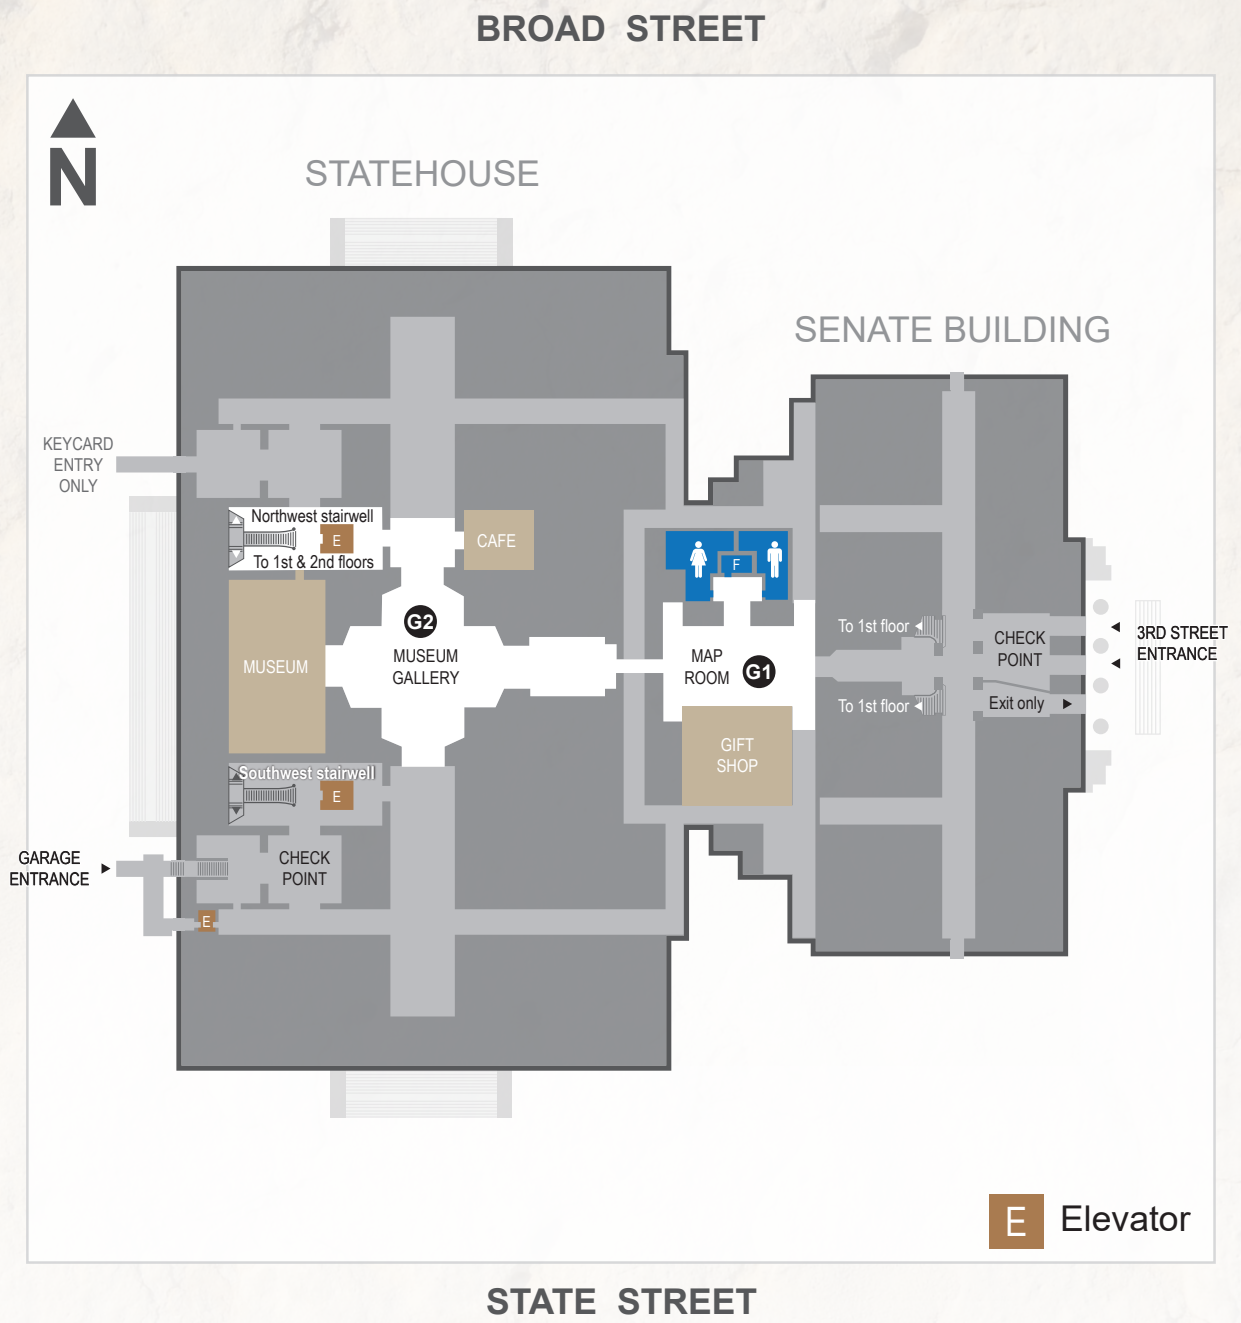 BROAD STREET
N
STATEHOUSE
SENATE BUILDING
KEYCARD
ENTRY
ONLY
Northwest stairwell
E
To 1st & 2nd floors
CAFE
F
G2
MUSEUM
GALLERY
MUSEUM
MAP
ROOM
G1
To 1st floor
To 1st floor
CHECK
POINT
3RD STREET
ENTRANCE
Exit only
GIFT
SHOP
Southwest stairwell
E
GARAGE
ENTRANCE
CHECK
POINT
E
E Elevator
STATE STREET